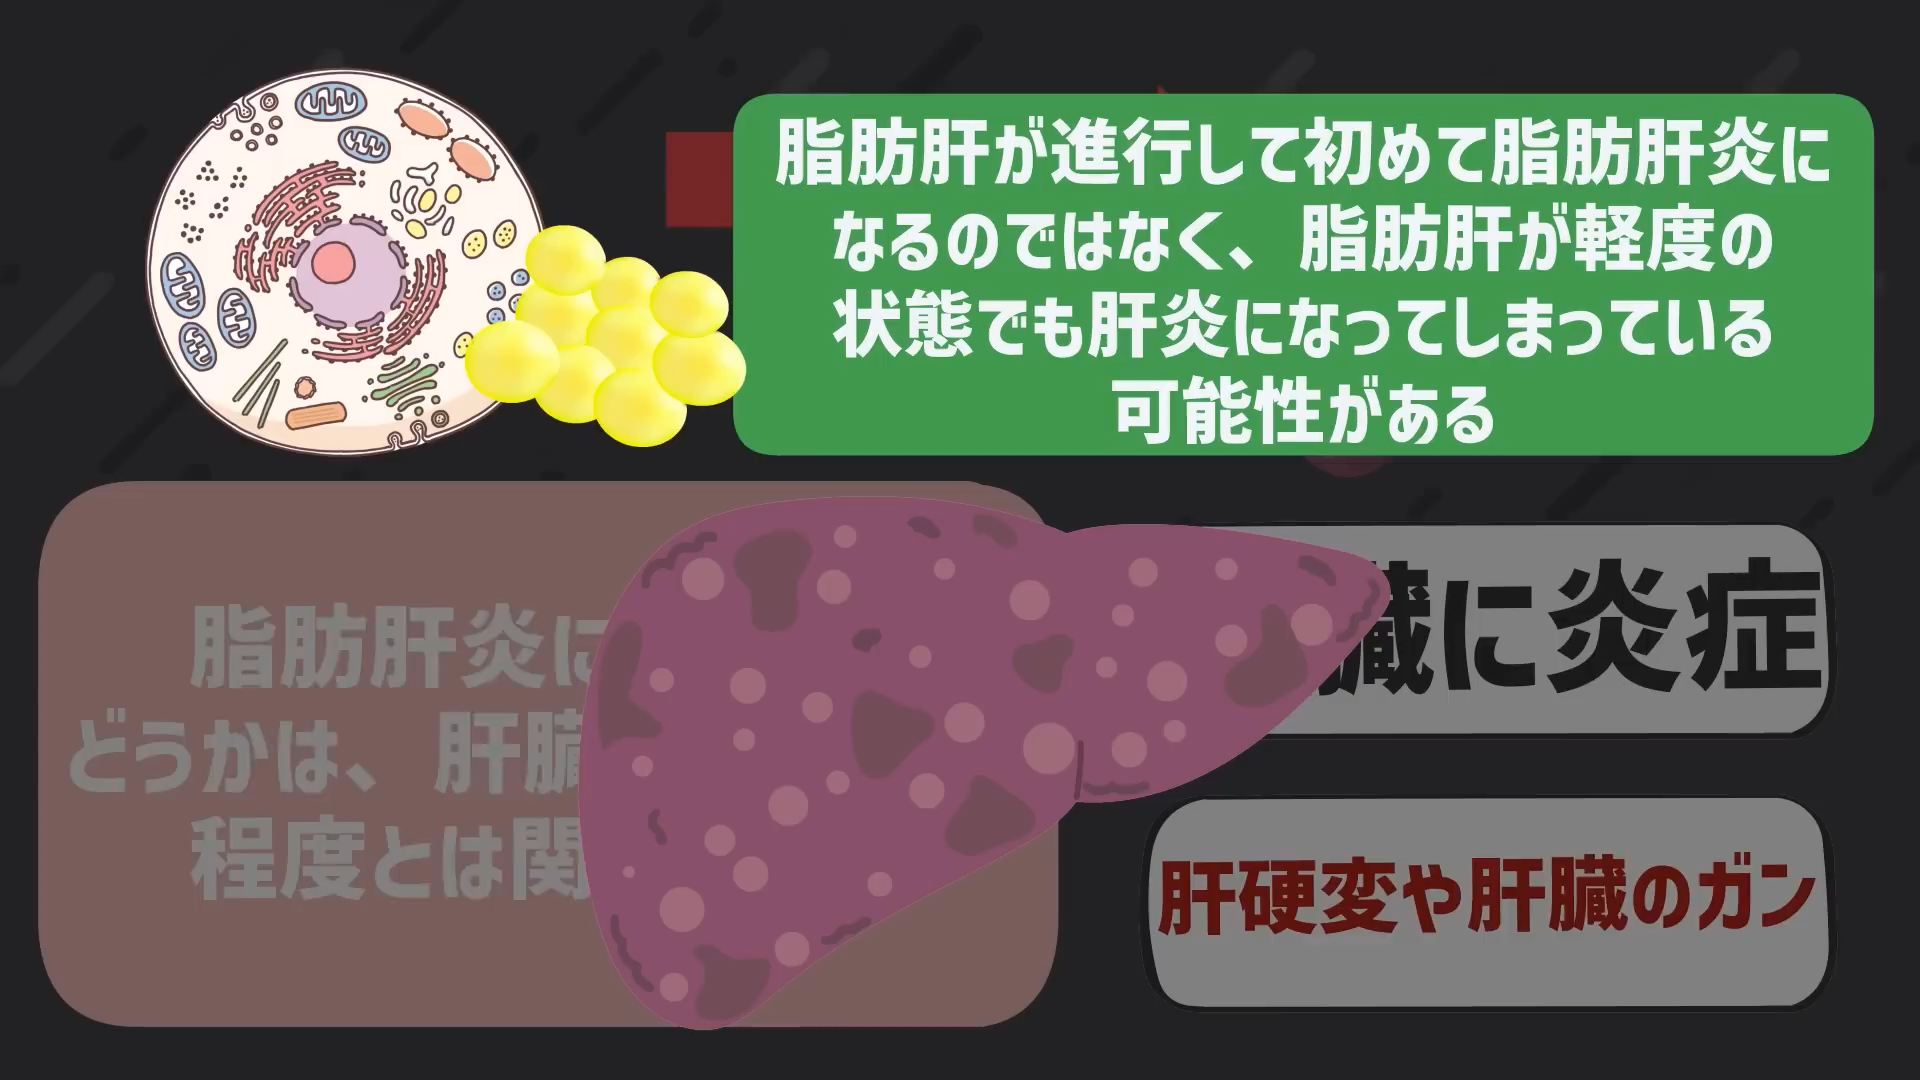 脂肪肝が進行して初めて脂肪肝炎に
なるのではなく、脂肪肝が軽度の
状態でも肝炎になってしまっている
可能性がある
脂肪肝炎に
どうかは、肝臓
程度とは関
臓に炎症
肝硬変や肝臓のガン